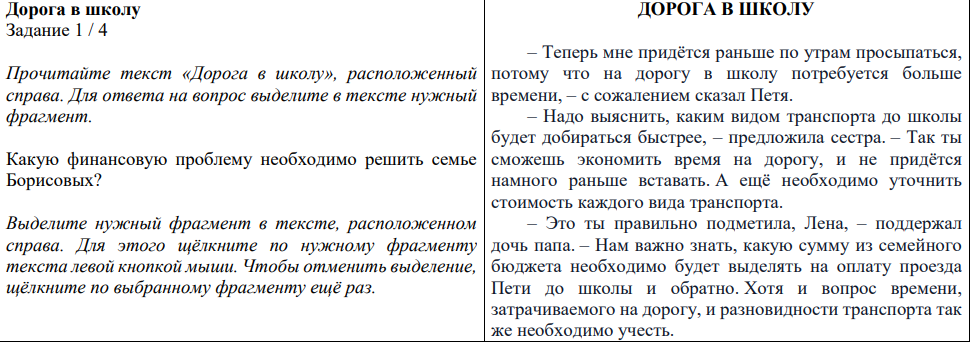 Дорога в школу
Задание 1 / 4
Прочитайте текст «Дорога в школу», расположенный
справа. Для ответа на вопрос выделите в тексте нужный
фрагмент.
Какую финансовую проблему необходимо решить семье
Борисовых?
Выделите нужный фрагмент в тексте, расположенном
справа. Для этого щёлкните по нужному фрагменту
текста левой кнопкой мыши. Чтобы отменить выделение,
щёлкните по выбранному фрагменту ещё раз.
ДОРОГА В ШКОЛУ
– Теперь мне придётся раньше по утрам просыпаться,
потому что на дорогу в школу потребуется больше
времени, – с сожалением сказал Петя.
– Надо выяснить, каким видом транспорта до школы
будет добираться быстрее, – предложила сестра. – Так ты
сможешь экономить время на дорогу, и не придётся
намного раньше вставать. А ещё необходимо уточнить
стоимость каждого вида транспорта.
– Это ты правильно подметила, Лена, – поддержал
дочь папа. – Нам важно знать, какую сумму из семейного
бюджета необходимо будет выделять на оплату проезда
Пети до школы и обратно. Хотя и вопрос времени,
затрачиваемого на дорогу, и разновидности транспорта так
же необходимо учесть.